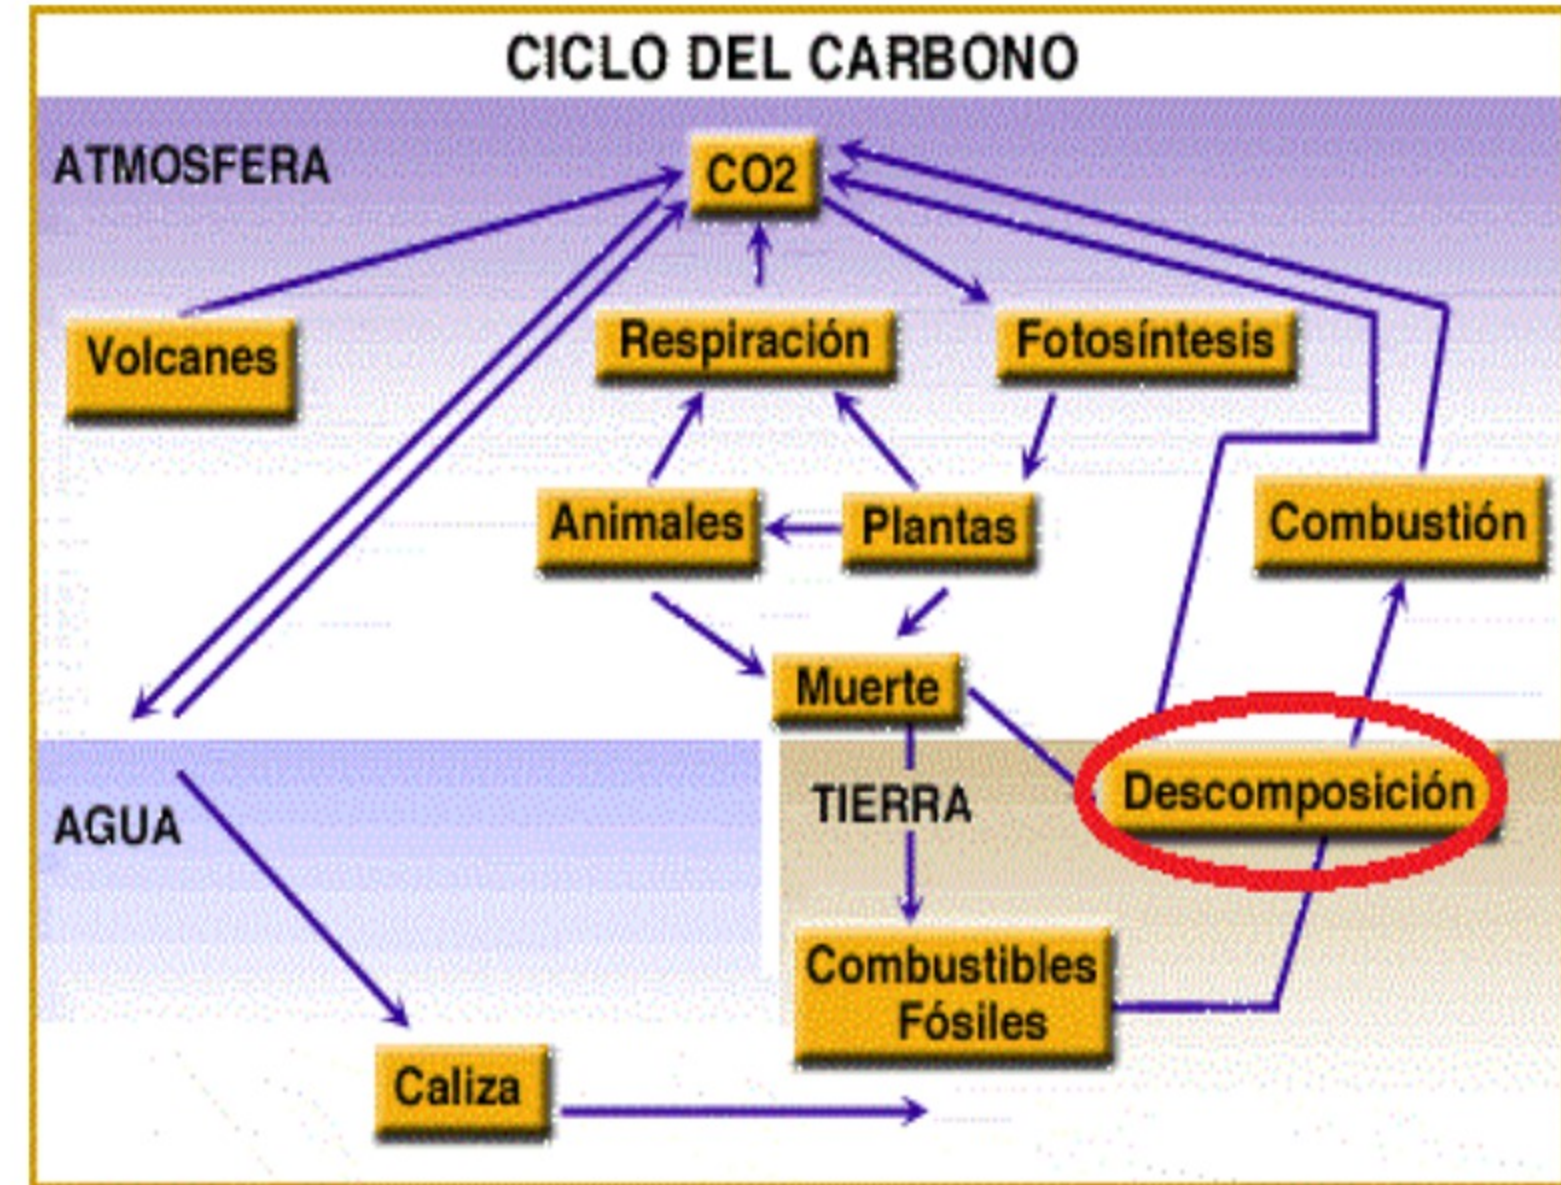 CICLO DEL CARBONO
ATMOSFERA
CO2
Volcanes
Respiración
Fotosíntesis
Animales
Plantas
Combustión
Muerte
AGUA
TIERRA
Descomposición
Combustibles
Fósiles
Caliza